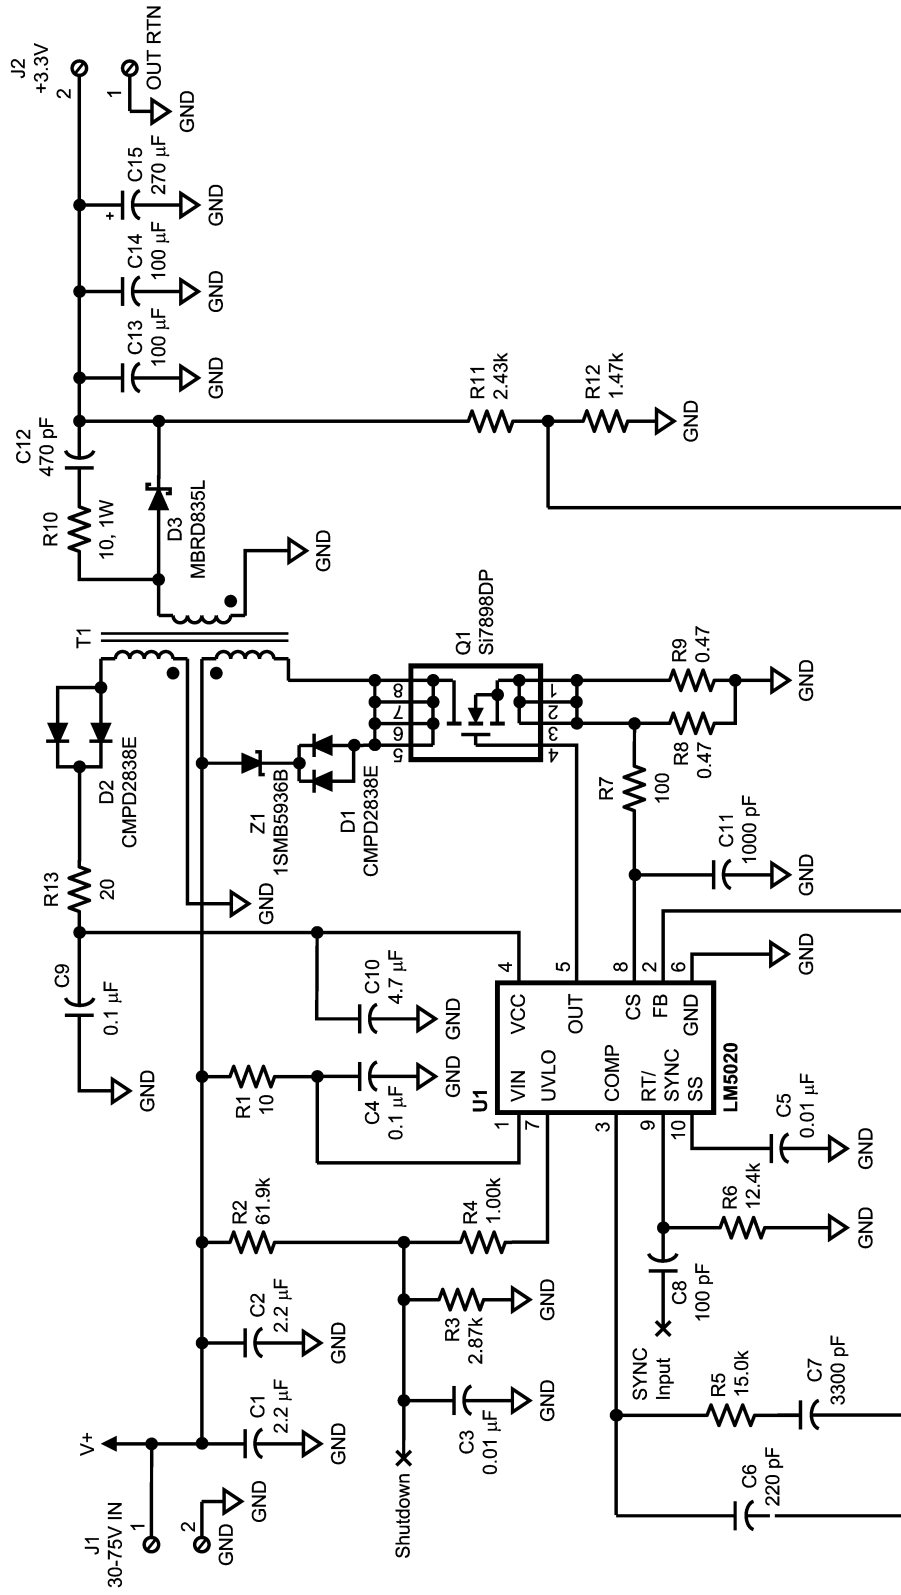 J1
30-75V IN
1
2
GND
GND
V+
C1
2.2 µF
GND
C2
2.2 µF
GND
R2
61.9k
R1
10
C4
0.1 µF
GND
C9
0.1 µF
GND
C10
4.7 µF
GND
R13
20
GND
D2
CMPD2838E
Z1
1SMB5936B
D1
CMPD2838E
T1
R10
10, 1W
C12
470 pF
D3
MBRD835L
GND
C13
100 µF
GND
C14
100 µF
GND
+
C15
270 µF
GND
J2
+3.3V
2
1
OUT RTN
GND
Shutdown
C3
0.01 µF
GND
R3
2.87k
GND
R4
1.00k
U1
1
VIN
7
UVLO
3
COMP
9
RT/
SYNC
10
SS
VCC
4
OUT
5
CS
8
FB
2
GND
6
LM5020
GND
Q1
Si7898DP
8
7
6
5
1
2
3
4
R7
100
C11
1000 pF
GND
R8
0.47
R9
0.47
GND
R11
2.43k
R12
1.47k
GND
C5
0.01 µF
GND
R6
12.4k
GND
C8
100 pF
SYNC
Input
R5
15.0k
C7
3300 pF
C6
220 pF